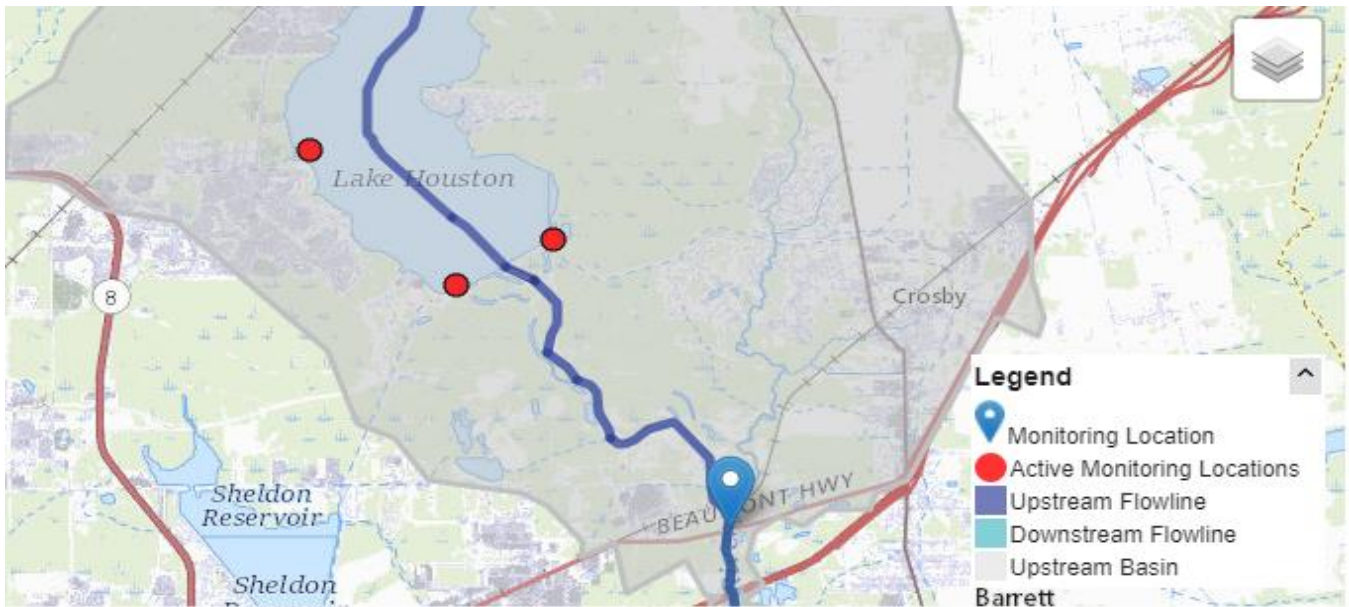 Lake Houston
8
Crosby
Sheldon
Reservoir
BEAUMONT HWY
Sheldon
Legend
Monitoring Location
Active Monitoring Locations
Upstream Flowline
Downstream Flowline
Upstream Basin
Barrett